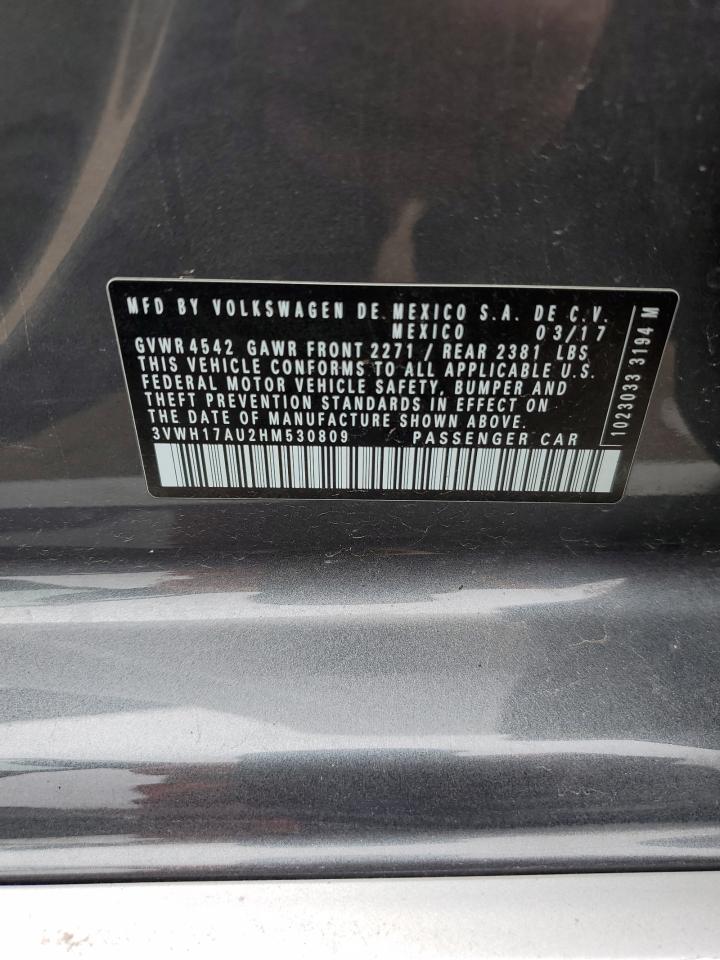 MFD BY VOLKSWAGEN DE MEXICO S.A. DE C.V.
MEXICO 03/17
GVWR 4542 GAWR FRONT 2271 / REAR 2381 LBS
THIS VEHICLE CONFORMS TO ALL APPLICABLE U.S.
FEDERAL MOTOR VEHICLE SAFETY, BUMPER AND
THEFT PREVENTION STANDARDS IN EFFECT ON
THE DATE OF MANUFACTURE SHOWN ABOVE.
3VWH17AU2HM530809 PASSENGER CAR
1023033 3194 M